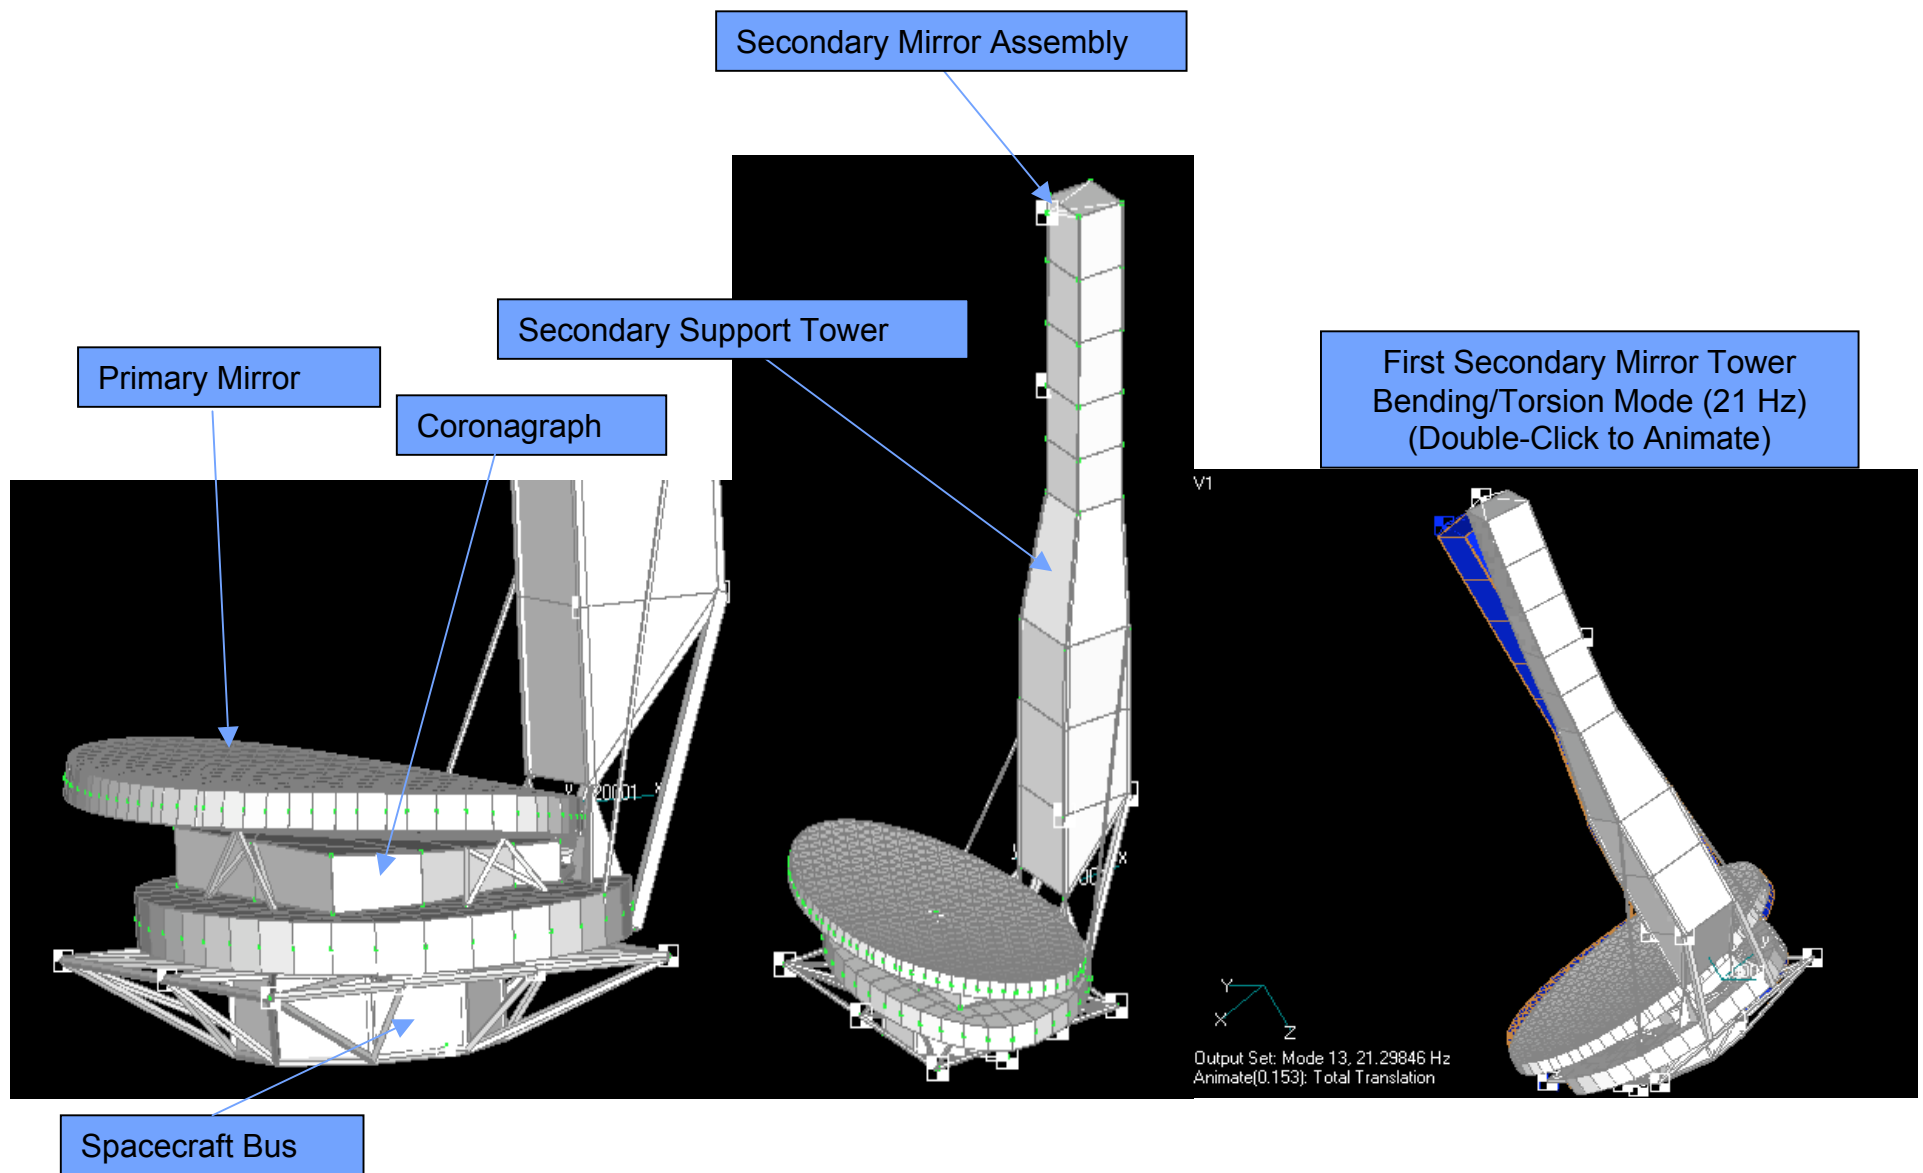 Secondary Mirror Assembly
Secondary Support Tower
Primary Mirror
Coronagraph
First Secondary Mirror Tower
Bending/Torsion Mode (21 Hz)
(Double-Click to Animate)
V1
20001
Y
X
Z
Output Set: Mode 13, 21.29846 Hz
Animate(0.153): Total Translation
Spacecraft Bus